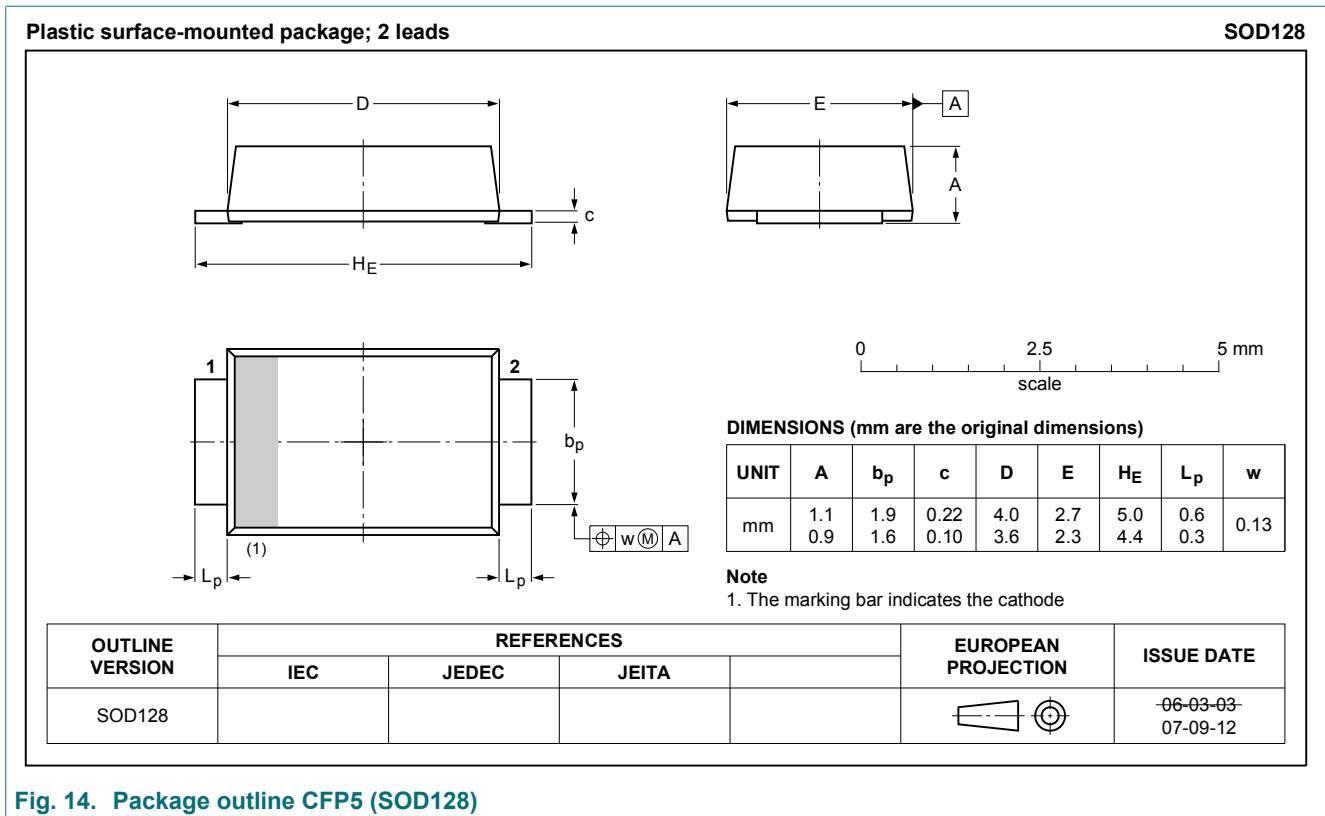 Plastic surface-mounted package; 2 leads SOD128
D
E
A
A
c
HE
1
2
bp
w M A
(1)
Lp
Lp
0 2.5 5 mm
scale
DIMENSIONS (mm are the original dimensions)
UNIT A bp c D E HE Lp w
mm 1.1 1.9 0.22 4.0 2.7 5.0 0.6 0.13
0.9 1.6 0.10 3.6 2.3 4.4 0.3
Note
1. The marking bar indicates the cathode
OUTLINE VERSION
REFERENCES
EUROPEAN PROJECTION
ISSUE DATE
IEC JEDEC JEITA
SOD128
06-03-03
07-09-12
Fig. 14. Package outline CFP5 (SOD128)